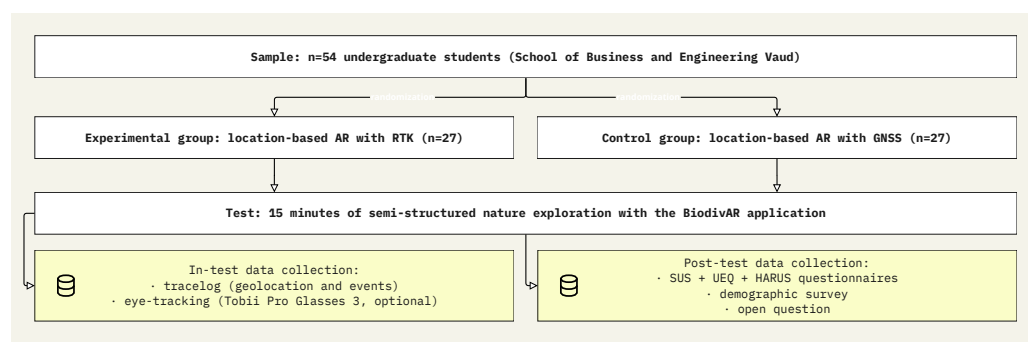 Sample: n=54 undergraduate students (School of Business and Engineering Vaud)
randomization randomization
Experimental group: location-based AR with RTK (n=27)
Control group: location-based AR with GNSS (n=27)
Test: 15 minutes of semi-structured nature exploration with the BiodivAR application
In-test data collection:
· tracelog (geolocation and events)
· eye-tracking (Tobii Pro Glasses 3, optional)
Post-test data collection:
· SUS + UEQ + HARUS questionnaires
· demographic survey
· open question